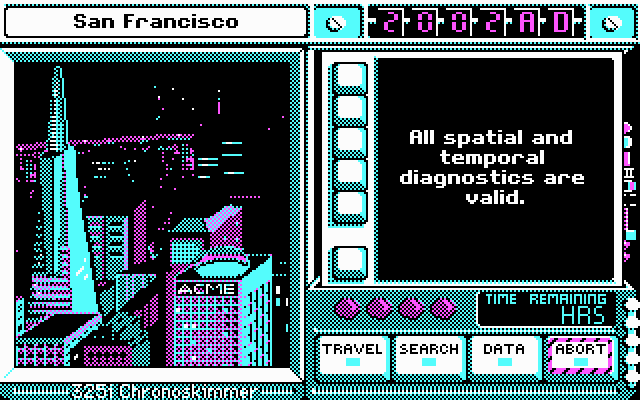 San Francisco
2002AD
All spatial and
temporal
diagnostics are
valid.
ACME
TIME REMAINING
HRS
TRAVEL
SEARCH
DATA
ABORT
325i Chronoskimmer